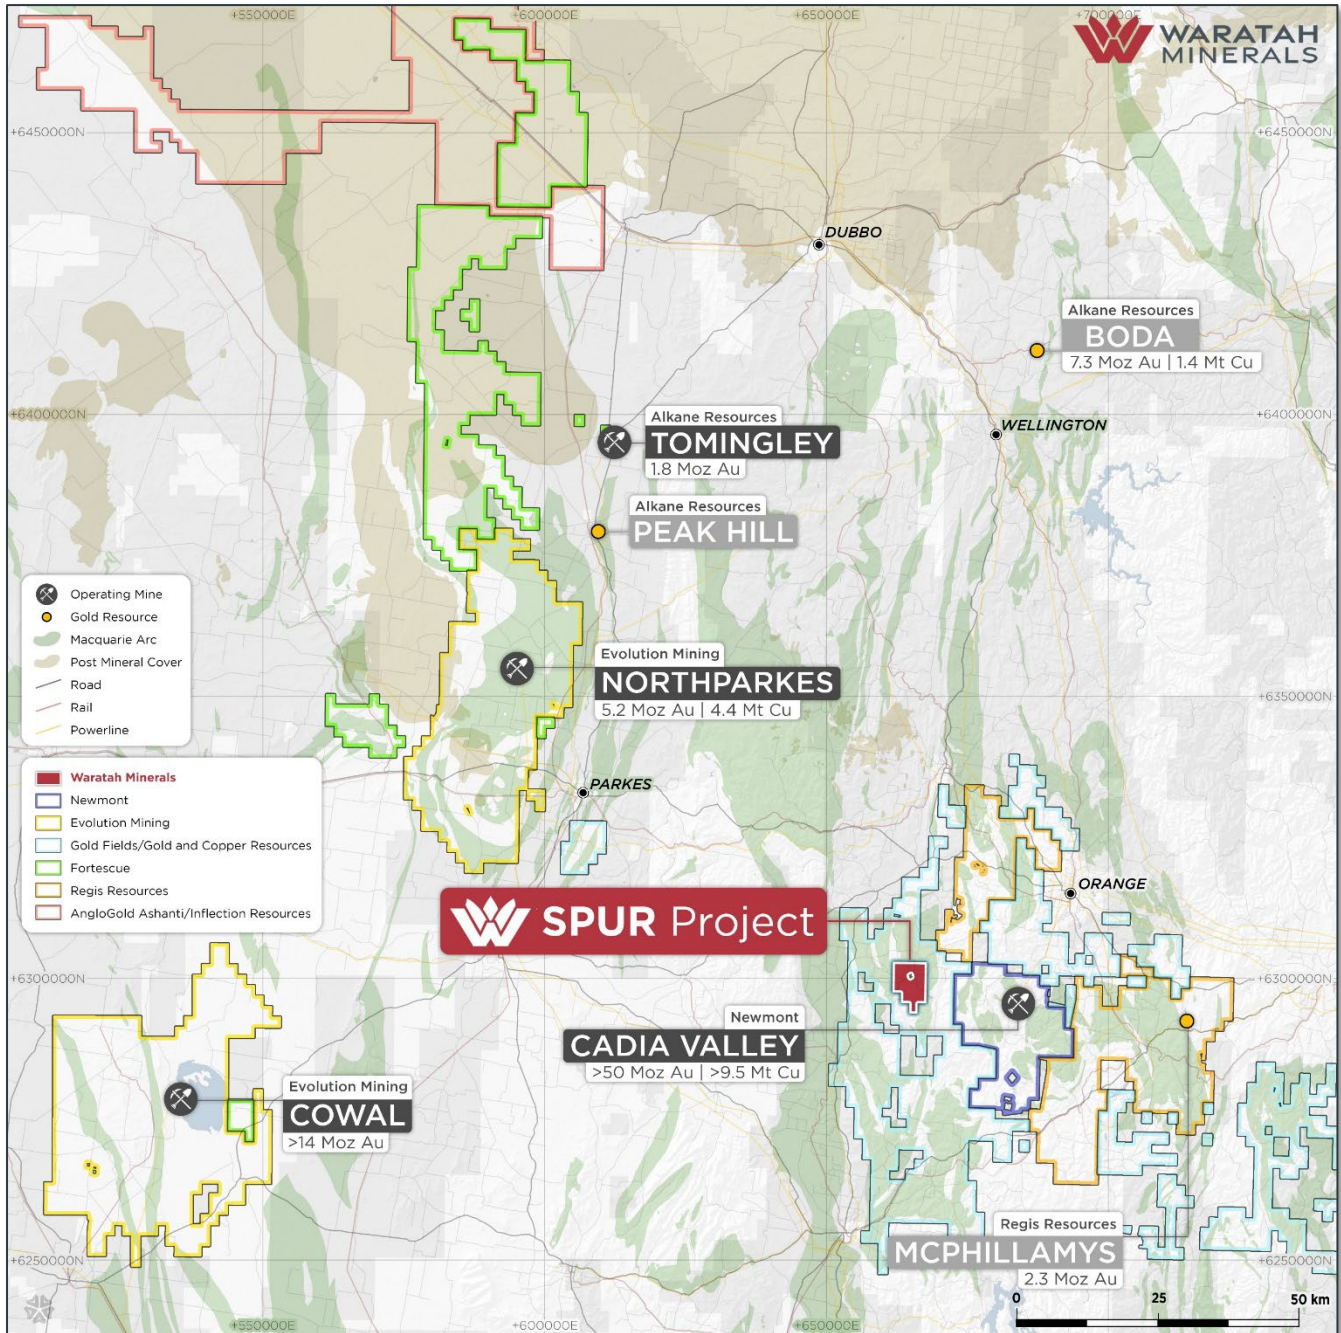 +550000E
+600000E
+650000E
+700000E
WARATAH
MINERALS
+6450000N
+6450000N
DUBBO
Alkane Resources
BODA
7.3 Moz Au | 1.4 Mt Cu
+6400000N
+6400000N
Alkane Resources
TOMINGLEY
1.8 Moz Au
WELLINGTON
Alkane Resources
PEAK HILL
Operating Mine
Gold Resource
Macquarie Arc
Post Mineral Cover
Road
Rail
Powerline
Evolution Mining
NORTHPARKES
5.2 Moz Au | 4.4 Mt Cu
+6350000N
Waratah Minerals
Newmont
Evolution Mining
Gold Fields/Gold and Copper Resources
Fortescue
Regis Resources
AngloGold Ashanti/Inflection Resources
PARKES
ORANGE
SPUR Project
+6300000N
+6300000N
Newmont
CADIA VALLEY
>50 Moz Au | >9.5 Mt Cu
Evolution Mining
COWAL
>14 Moz Au
Regis Resources
MCPHILLAMYS
2.3 Moz Au
+6250000N
+6250000N
0
25
50 km
+550000E
+600000E
+650000E
+700000E